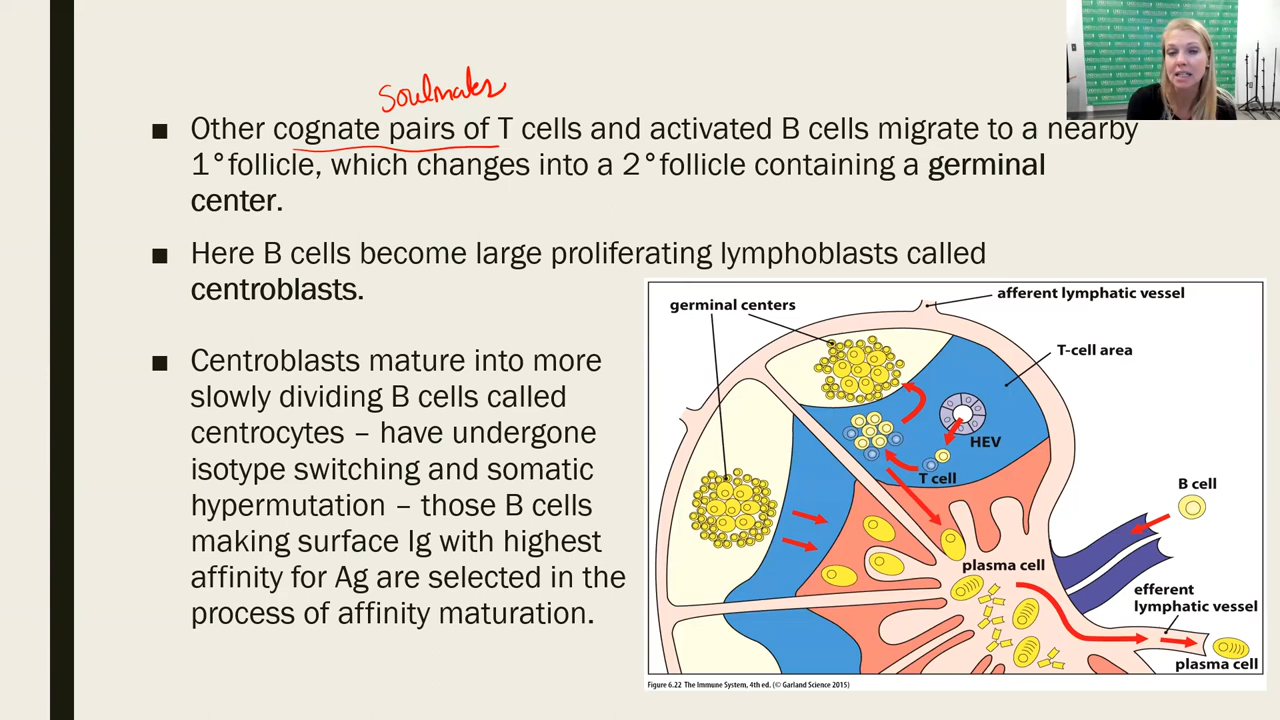 Soulmates
■ Other cognate pairs of T cells and activated B cells migrate to a nearby
1°follicle, which changes into a 2°follicle containing a germinal
center.
■ Here B cells become large proliferating lymphoblasts called
centroblasts.
■ Centroblasts mature into more
slowly dividing B cells called
centrocytes – have undergone
isotype switching and somatic
hypermutation – those B cells
making surface Ig with highest
affinity for Ag are selected in the
process of affinity maturation.
germinal centers
afferent lymphatic vessel
T-cell area
HEV
T cell
B cell
plasma cell
efferent
lymphatic vessel
plasma cell
Figure 6.22 The Immune System, 4th ed. (© Garland Science 2015)